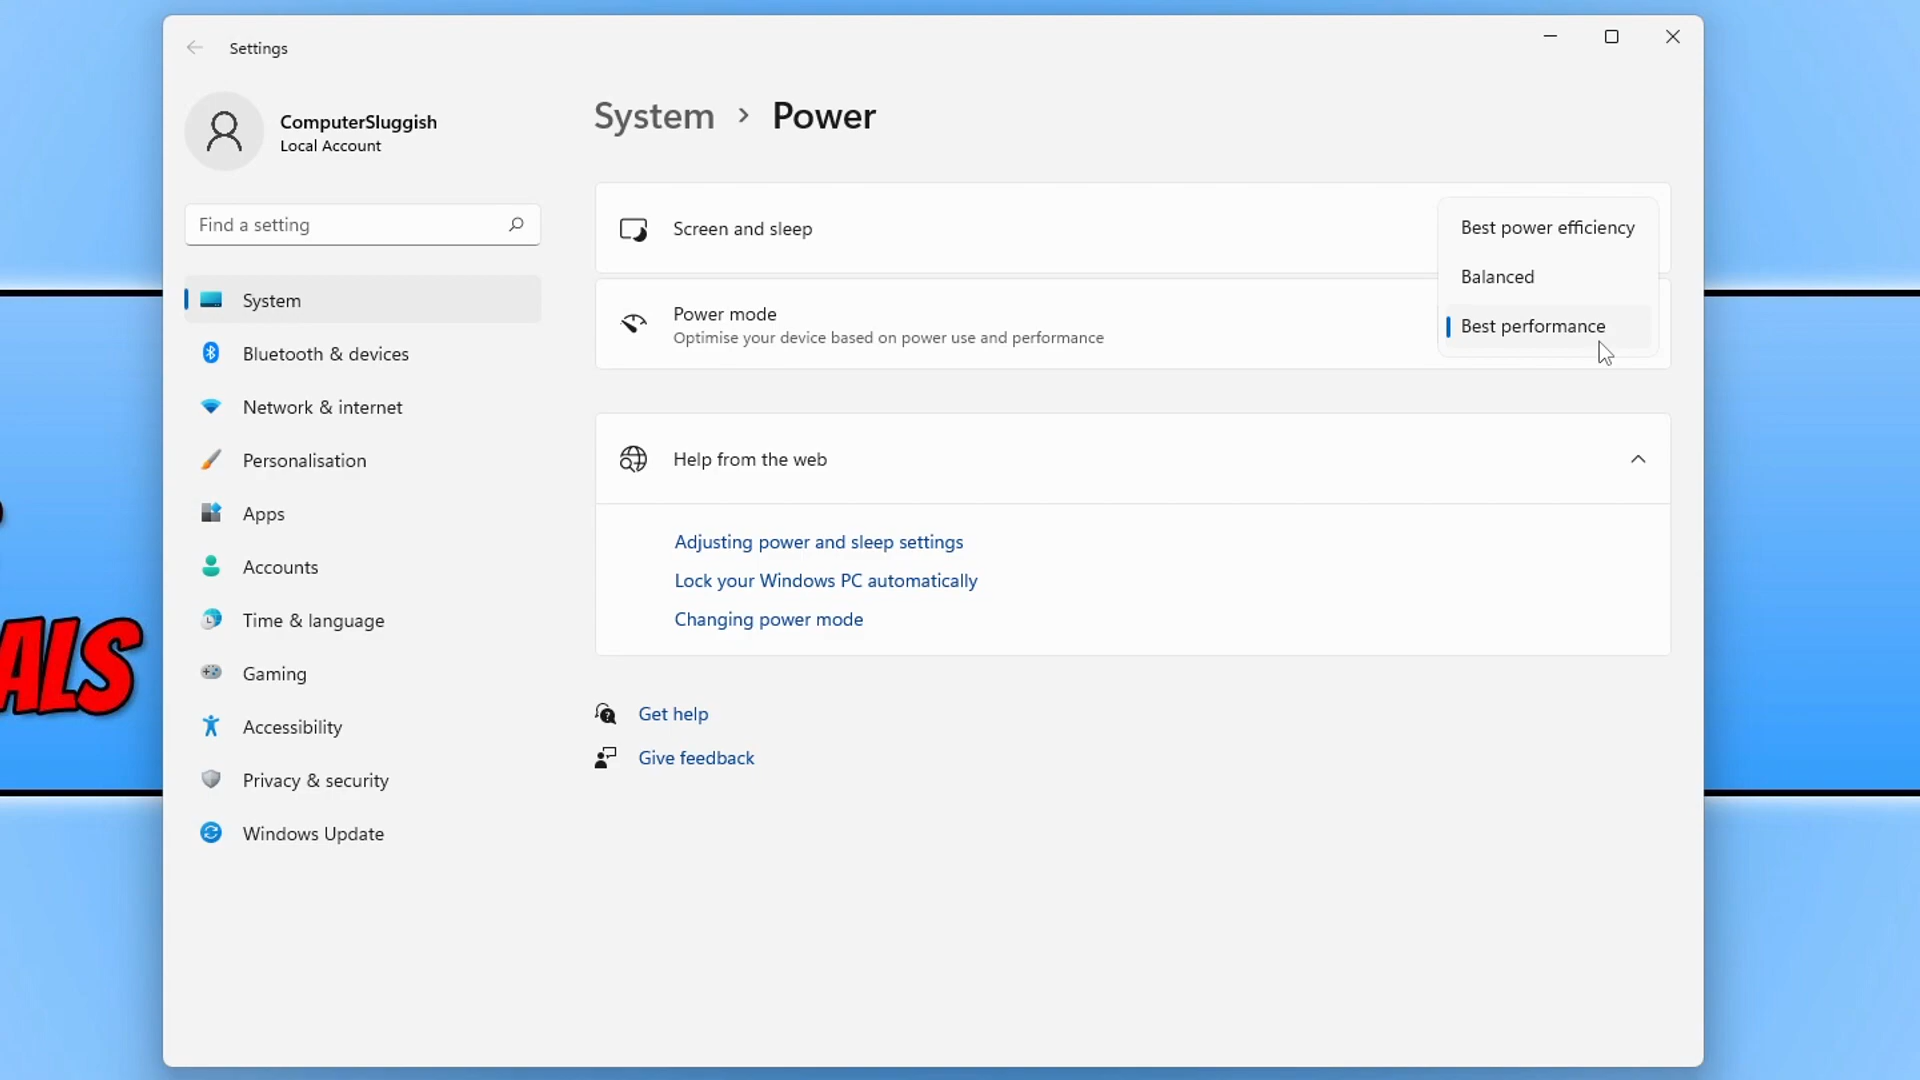 Settings
ComputerSluggish
Local Account
Find a setting
System
Bluetooth & devices
Network & internet
Personalisation
Apps
Accounts
Time & language
Gaming
Accessibility
Privacy & security
Windows Update
System > Power
Screen and sleep
Power mode
Optimise your device based on power use and performance
Best power efficiency
Balanced
Best performance
Help from the web
Adjusting power and sleep settings
Lock your Windows PC automatically
Changing power mode
Get help
Give feedback
ALS